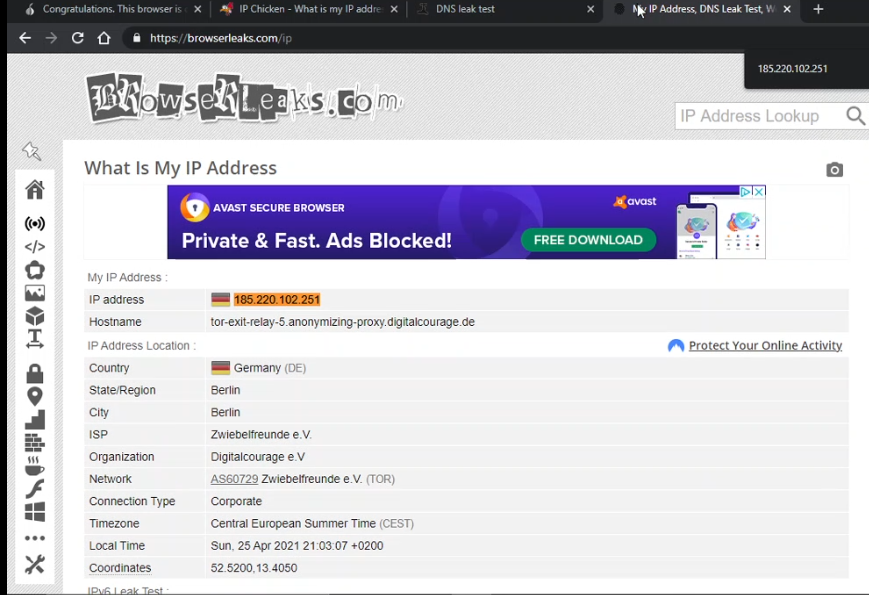 Congratulations. This browser is
IP Chicken - What is my IP addre
DNS leak test
My IP Address, DNS Leak Test, W
https://browserleaks.com/ip
185.220.102.251
BRowseRLeaks.com
IP Address Lookup
What Is My IP Address
AVAST SECURE BROWSER
avast
Private & Fast. Ads Blocked!
FREE DOWNLOAD
My IP Address :
IP address 185.220.102.251
Hostname tor-exit-relay-5.anonymizing-proxy.digitalcourage.de
IP Address Location :
Protect Your Online Activity
Country Germany (DE)
State/Region Berlin
City Berlin
ISP Zwiebelfreunde e.V.
Organization Digitalcourage e.V
Network AS60729 Zwiebelfreunde e.V. (TOR)
Connection Type Corporate
Timezone Central European Summer Time (CEST)
Local Time Sun, 25 Apr 2021 21:03:07 +0200
Coordinates 52.5200,13.4050
IPv6 Leak Test :